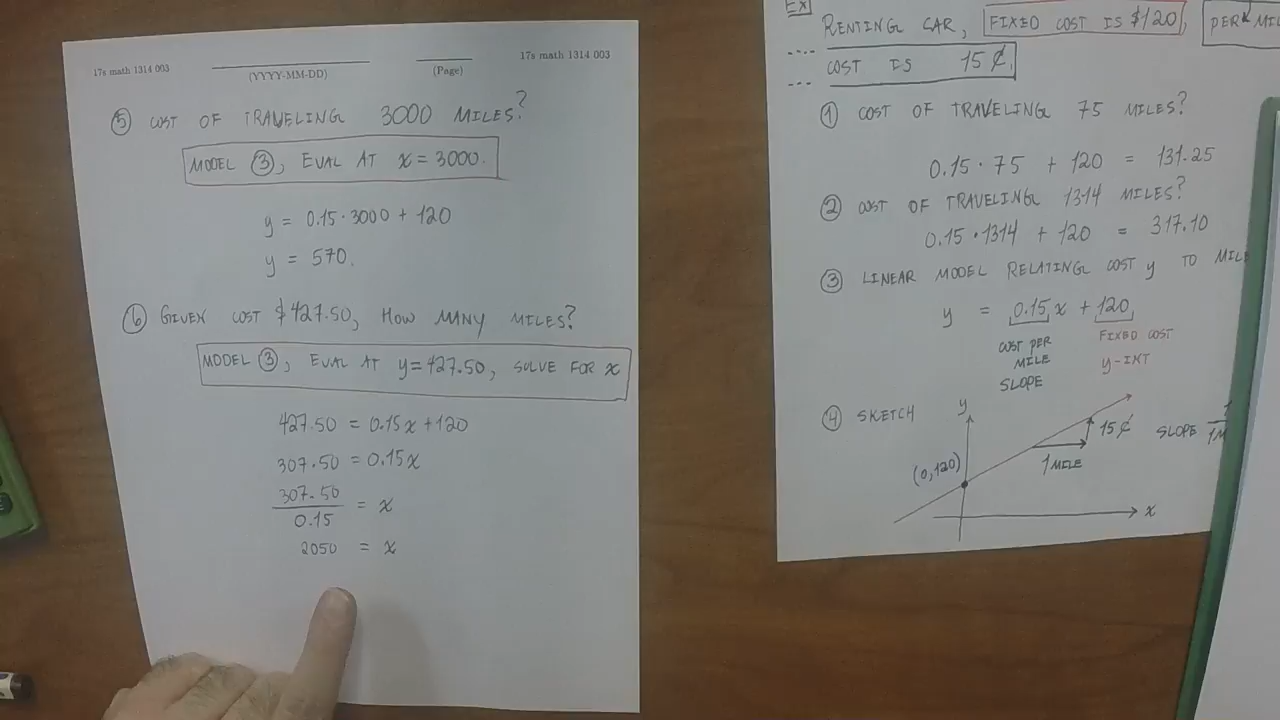 17s math 1314 003
(YYYY-MM-DD)
(Page)
17s math 1314 003
⑤ COST OF TRAVELING 3000 MILES?
MODEL ③, EVAL AT x = 3000.
y = 0.15·3000 + 120
y = 570.
⑥ GIVEN COST $427.50, HOW MANY MILES?
MODEL ③, EVAL AT y=427.50, SOLVE FOR x
427.50 = 0.15x+120
307.50 = 0.15x
307.50
0.15
= x
2050 = x
EX
RENTING CAR, FIXED COST IS $120, PER
COST IS 15¢.
① COST OF TRAVELING 75 MILES?
0.15·75 + 120 = 131.25
② COST OF TRAVELING 1314 MILES?
0.15·1314 + 120 = 317.10
③ LINEAR MODEL RELATING COST y TO
y = 0.15x + 120
COST PER
MILE
SLOPE
FIXED COST
y-INT
④ SKETCH
y
(0,120)
15¢
1 MILE
x
SLOPE